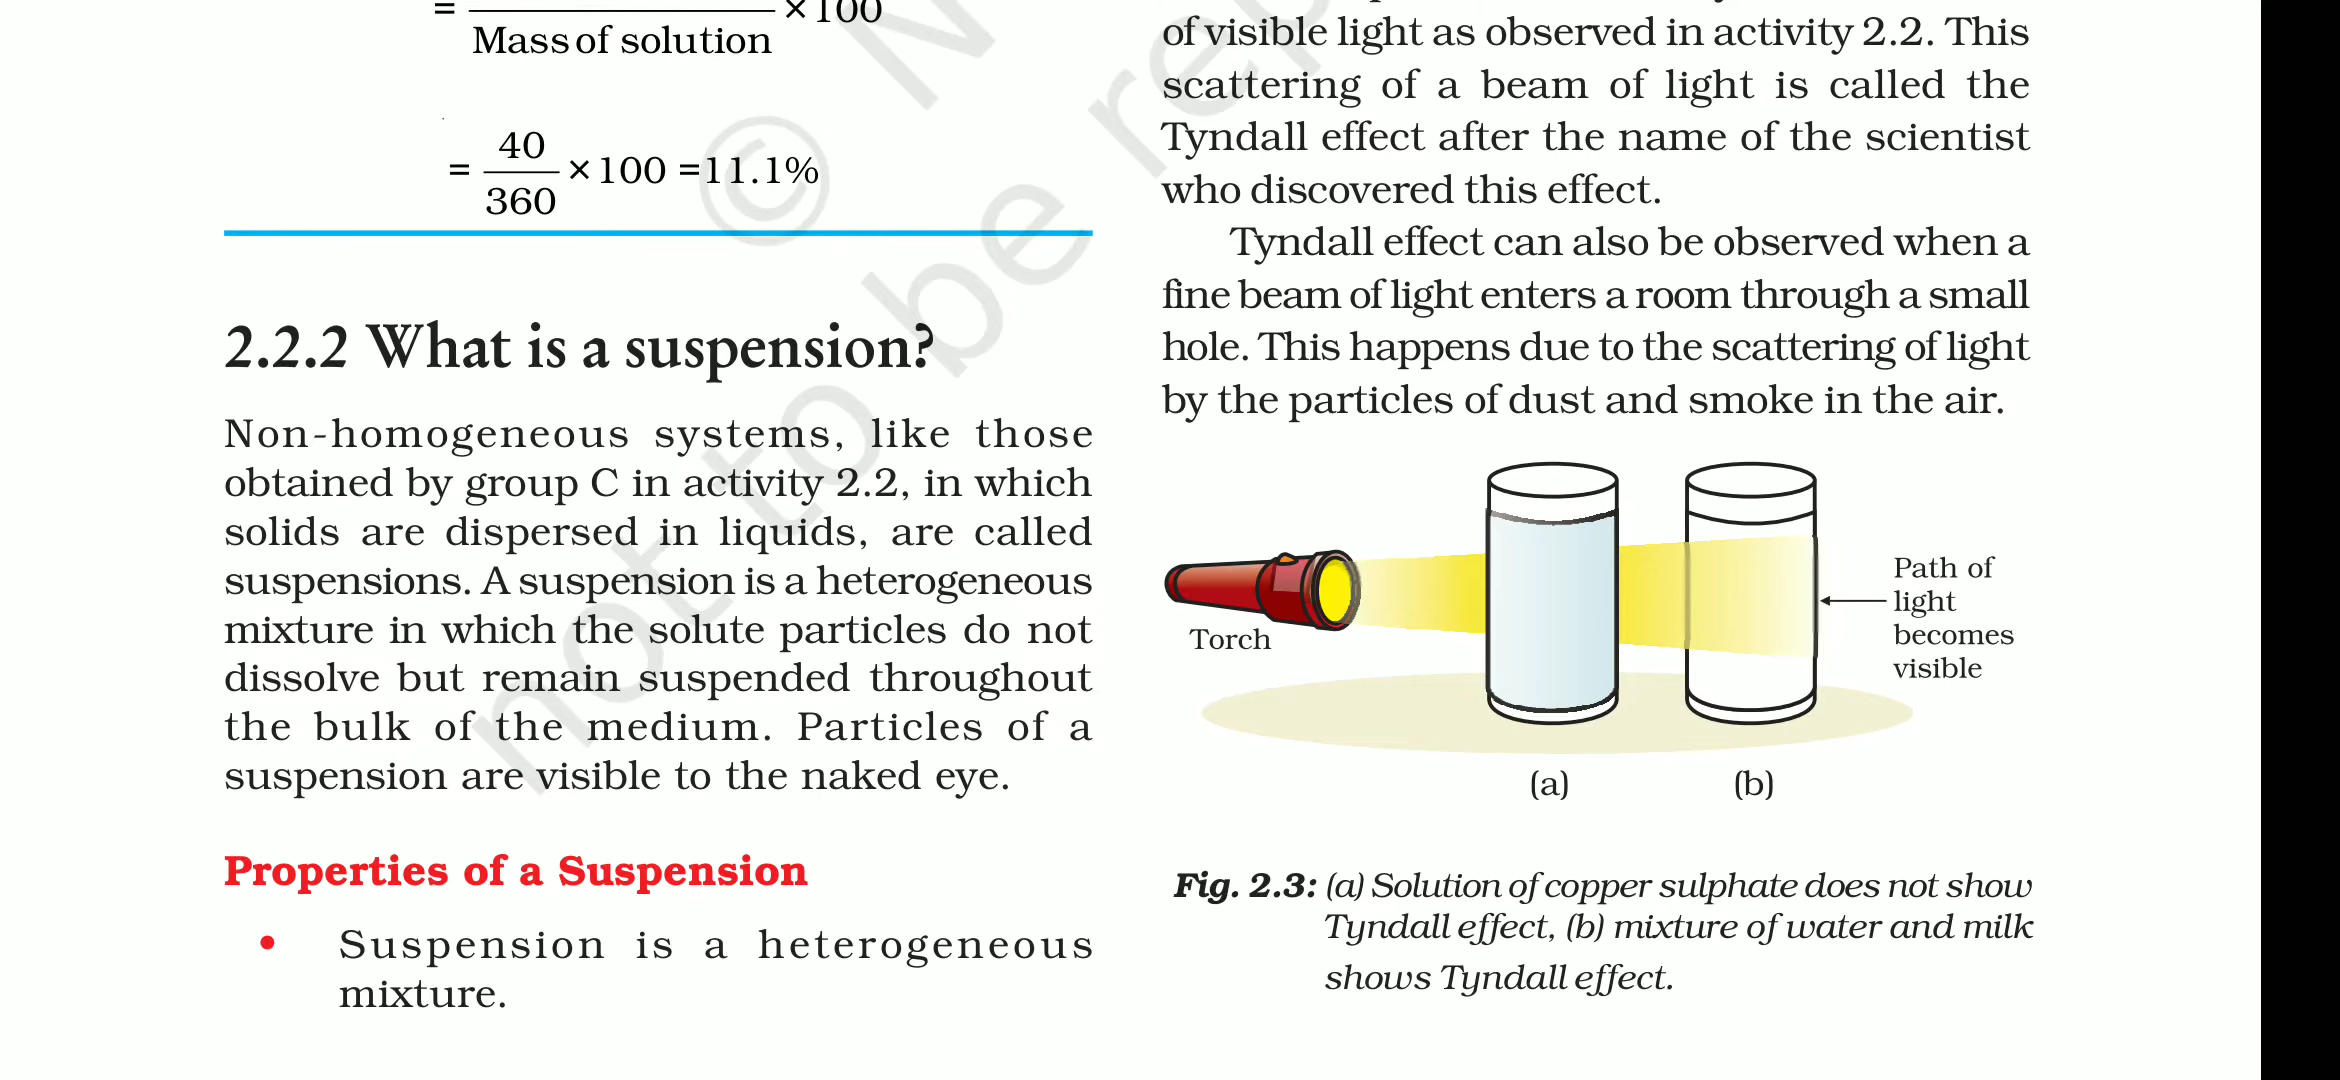 = × 100
Mass of solution
= 40/360 × 100 = 11.1%
2.2.2 What is a suspension?
Non-homogeneous systems, like those
obtained by group C in activity 2.2, in which
solids are dispersed in liquids, are called
suspensions. A suspension is a heterogeneous
mixture in which the solute particles do not
dissolve but remain suspended throughout
the bulk of the medium. Particles of a
suspension are visible to the naked eye.
Properties of a Suspension
• Suspension is a heterogeneous
mixture.
of visible light as observed in activity 2.2. This
scattering of a beam of light is called the
Tyndall effect after the name of the scientist
who discovered this effect.
Tyndall effect can also be observed when a
fine beam of light enters a room through a small
hole. This happens due to the scattering of light
by the particles of dust and smoke in the air.
Torch
Path of
light
becomes
visible
(a) (b)
Fig. 2.3: (a) Solution of copper sulphate does not show
Tyndall effect, (b) mixture of water and milk
shows Tyndall effect.
© N
not to be rep